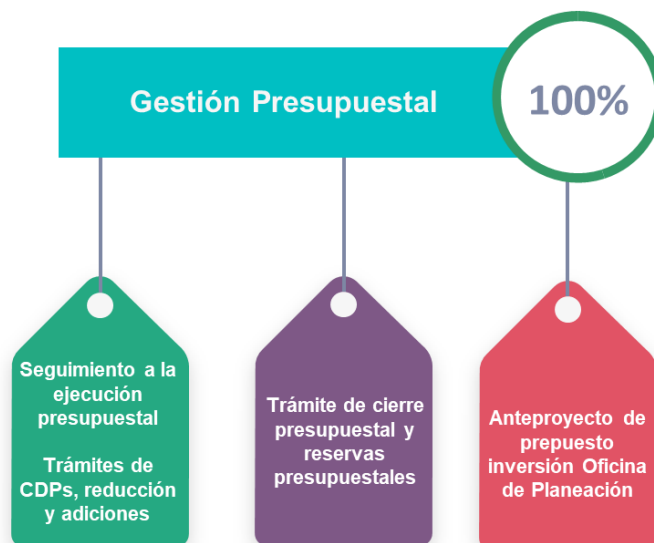 Gestión Presupuestal
100%
Seguimiento a la
ejecución
presupuestal
Trámites de
CDPs, reducción
y adiciones
Trámite de cierre
presupuestal y
reservas
presupuestales
Anteproyecto de
prepuesto
inversión Oficina
de Planeación